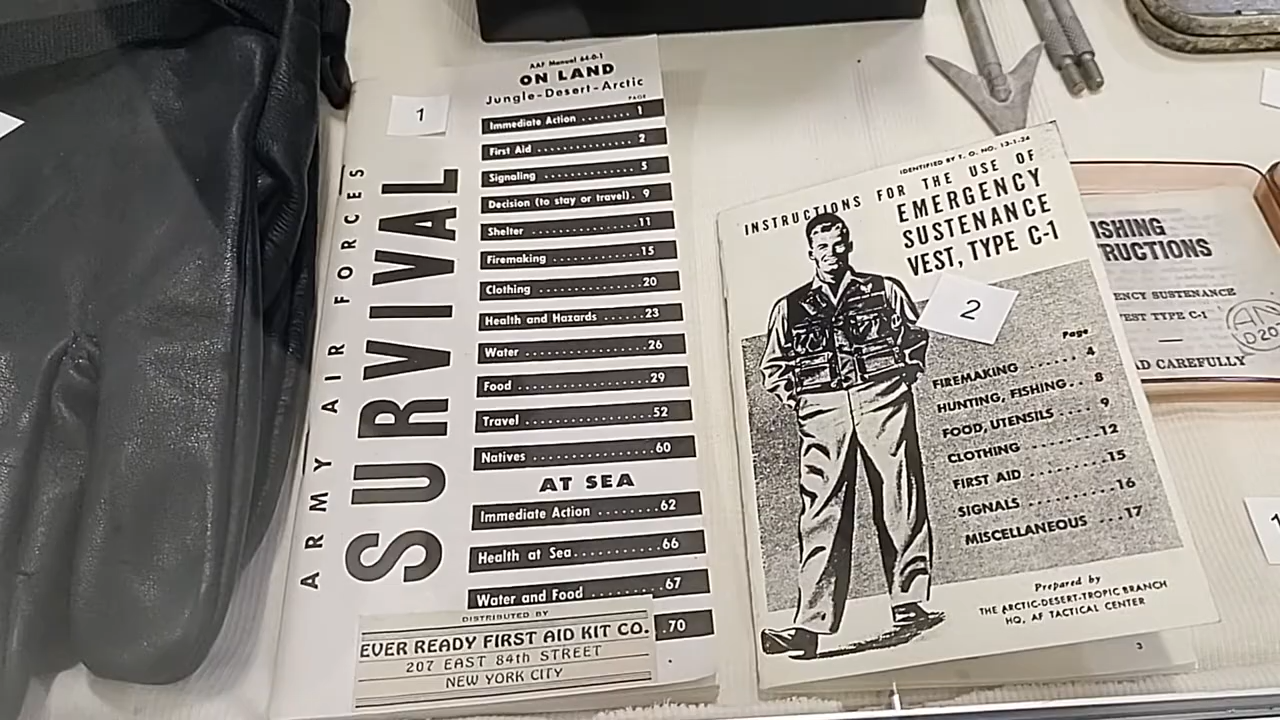 1
AAF Manual 64-0-1
ON LAND
Jungle-Desert-Arctic
PAGE
Immediate Action ........ 1
First Aid .............. 2
Signaling .............. 5
Decision (to stay or travel). 9
Shelter ...............11
Firemaking .............15
Clothing ...............20
Health and Hazards ......23
Water ..................26
Food ...................29
Travel .................52
Natives ................60
AT SEA
Immediate Action ........62
Health at Sea...........66
Water and Food .........67
.70
ARMY AIR FORCES
SURVIVAL
DISTRIBUTED BY
EVER READY FIRST AID KIT CO.
207 EAST 84th STREET
NEW YORK CITY
IDENTIFIED BY T. O. NO. 13-1-34
INSTRUCTIONS FOR THE USE OF
EMERGENCY
SUSTENANCE
VEST, TYPE C-1
2
Page
FIREMAKING ...... 4
HUNTING, FISHING.. 8
FOOD, UTENSILS .... 9
CLOTHING .........12
FIRST AID .........15
SIGNALS ..........16
MISCELLANEOUS ...17
Prepared by
THE ARCTIC-DESERT-TROPIC BRANCH
HQ, AF TACTICAL CENTER
3
ISHING
RUCTIONS
ENCY SUSTENANCE
EST TYPE C-1
AN
D20
D CAREFULLY
1